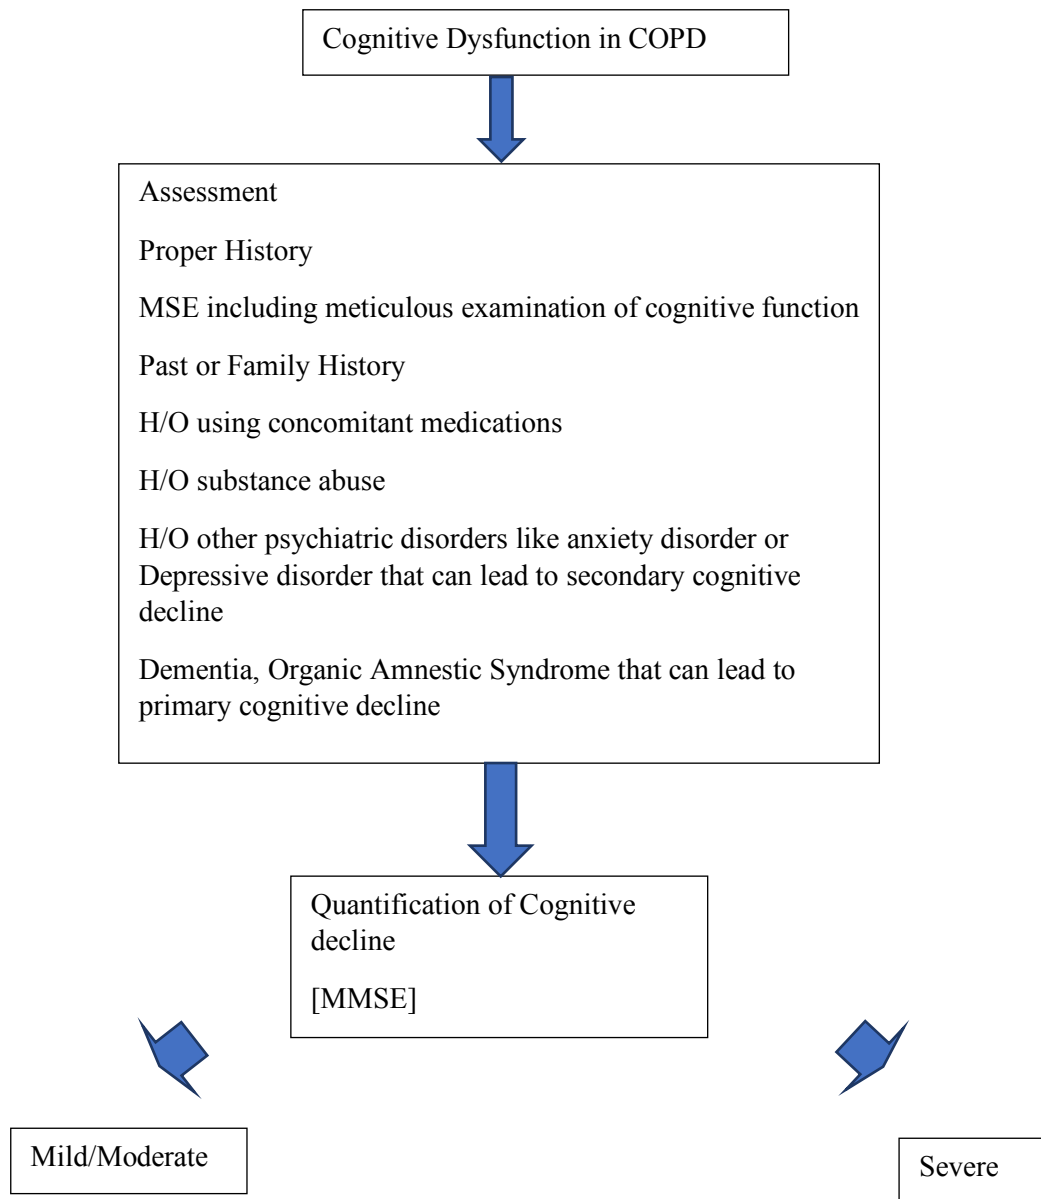 Cognitive Dysfunction in COPD
Assessment
Proper History
MSE including meticulous examination of cognitive function
Past or Family History
H/O using concomitant medications
H/O substance abuse
H/O other psychiatric disorders like anxiety disorder or
Depressive disorder that can lead to secondary cognitive
decline
Dementia, Organic Amnestic Syndrome that can lead to
primary cognitive decline
Quantification of Cognitive
decline
[MMSE]
Mild/Moderate
Severe